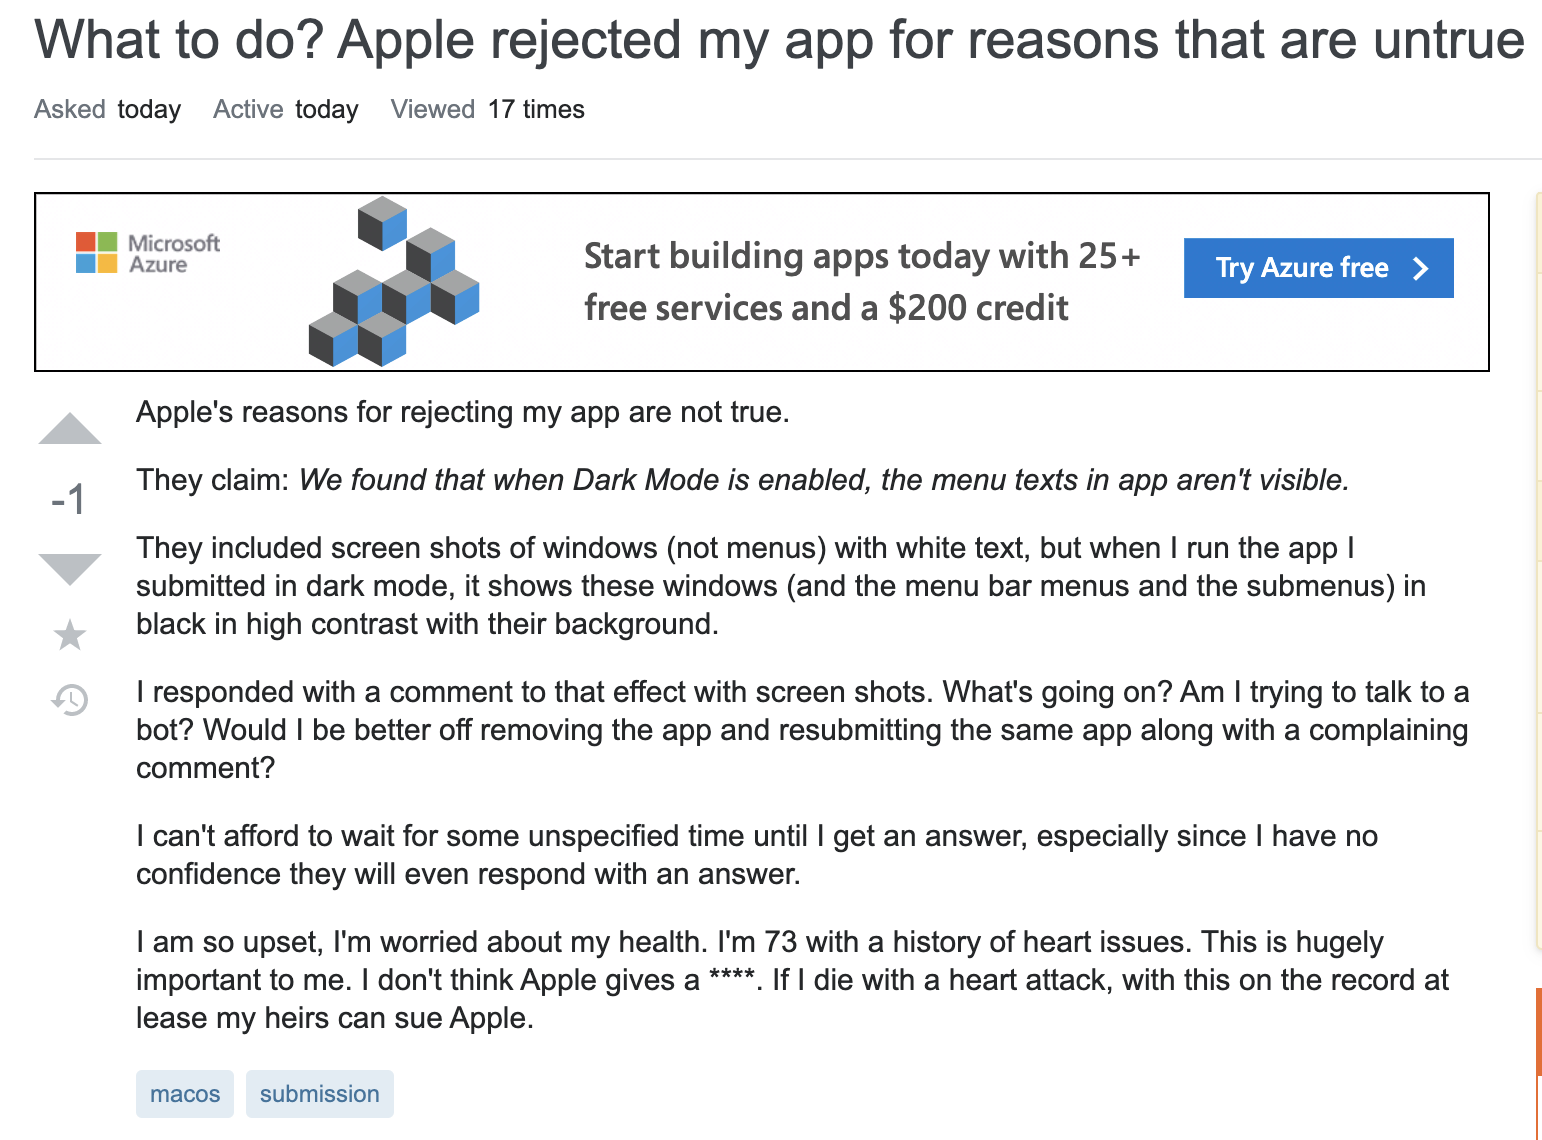 What to do? Apple rejected my app for reasons that are untrue
Asked today Active today Viewed 17 times
Microsoft
Azure
Start building apps today with 25+
free services and a $200 credit
Try Azure free
Apple's reasons for rejecting my app are not true.
They claim: We found that when Dark Mode is enabled, the menu texts in app aren't visible.
-1
They included screen shots of windows (not menus) with white text, but when I run the app I
submitted in dark mode, it shows these windows (and the menu bar menus and the submenus) in
black in high contrast with their background.
I responded with a comment to that effect with screen shots. What's going on? Am I trying to talk to a
bot? Would I be better off removing the app and resubmitting the same app along with a complaining
comment?
I can't afford to wait for some unspecified time until I get an answer, especially since I have no
confidence they will even respond with an answer.
I am so upset, I'm worried about my health. I'm 73 with a history of heart issues. This is hugely
important to me. I don't think Apple gives a ****. If I die with a heart attack, with this on the record at
lease my heirs can sue Apple.
macos submission